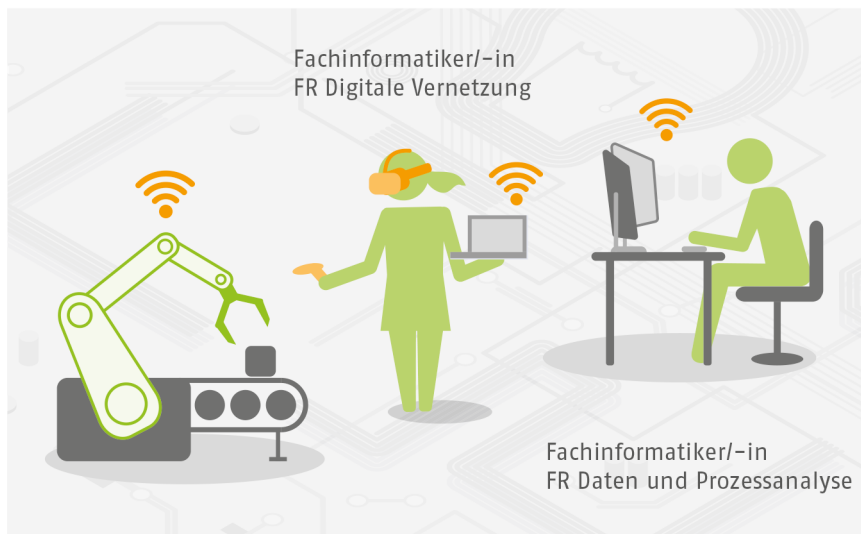 Fachinformatiker/-in
FR Digitale Vernetzung
Fachinformatiker/-in
FR Daten und Prozessanalyse